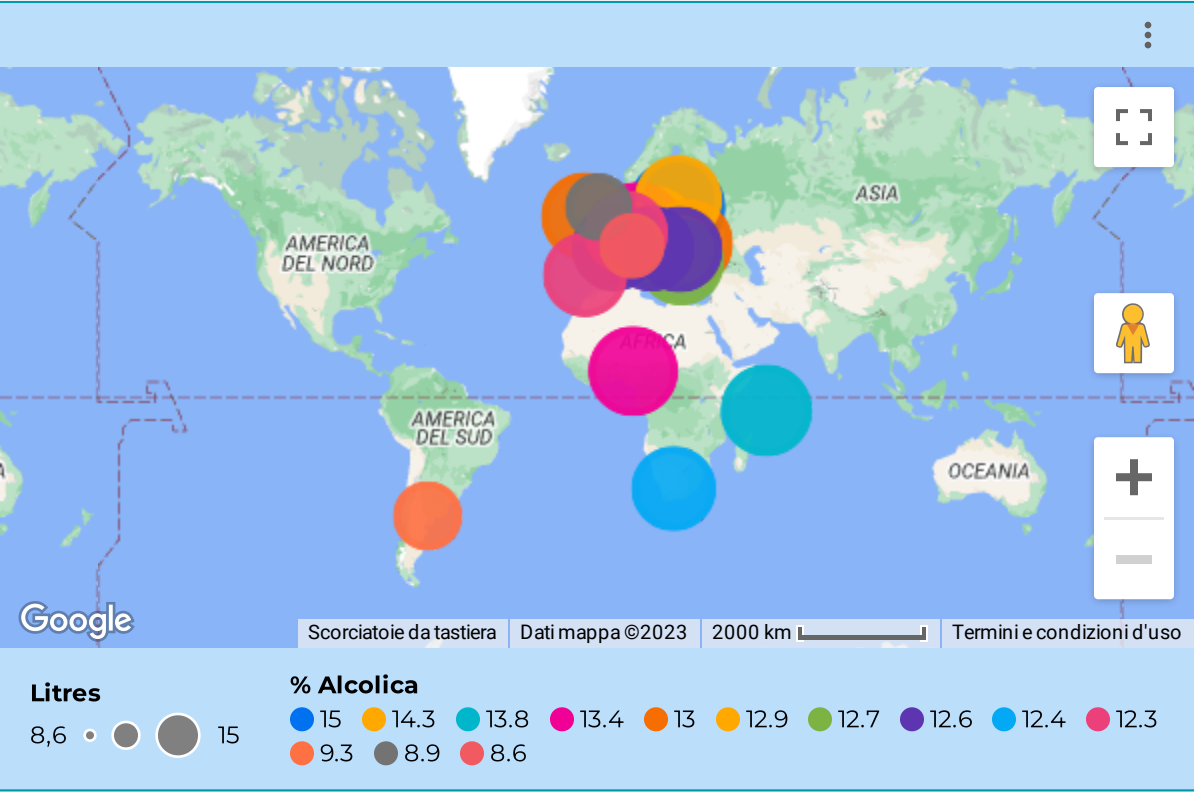 ASIA
AMERICA
DEL NORD
AFRICA
AMERICA
DEL SUD
OCEANIA
Google
Scorciatoie da tastiera
Dati mappa ©2023
2000 km
Termini e condizioni d'uso
Litres
8,6
15
% Alcolica
15 14.3 13.8 13.4 13 12.9 12.7 12.6 12.4 12.3
9.3 8.9 8.6